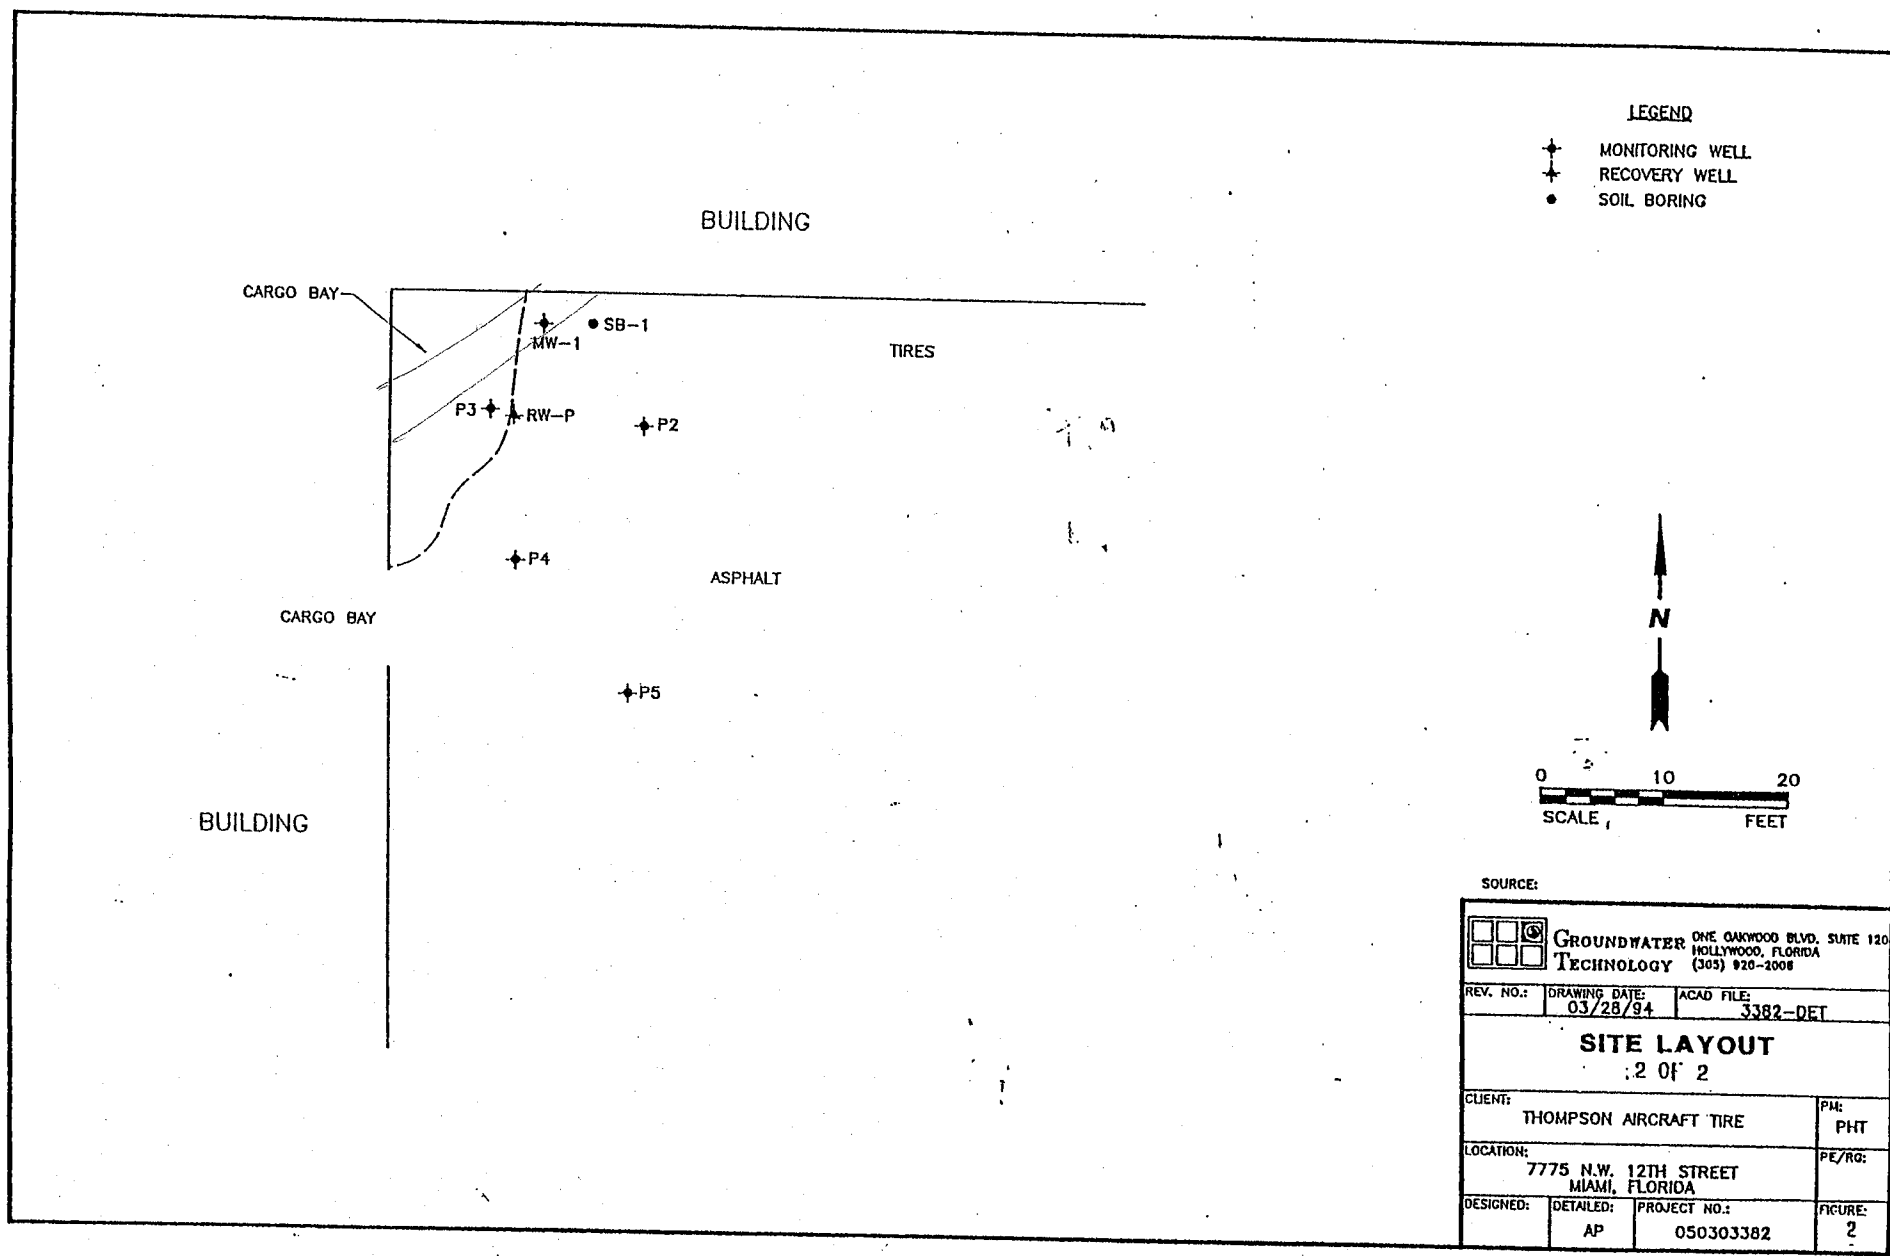 LEGEND
MONITORING WELL
RECOVERY WELL
SOIL BORING
BUILDING
CARGO BAY
SB-1
MW-1
TIRES
P3
RW-P
P2
P4
ASPHALT
CARGO BAY
N
P5
0 10 20
SCALE FEET
BUILDING
SOURCE:
GROUNDWATER TECHNOLOGY
ONE OAKWOOD BLVD. SUITE 120
HOLLYWOOD, FLORIDA
(305) 920-2006
REV. NO.:
DRAWING DATE:
03/28/94
ACAD FILE:
3382-DET
SITE LAYOUT
2 OF 2
CLIENT:
THOMPSON AIRCRAFT TIRE
PM:
PHT
LOCATION:
7775 N.W. 12TH STREET
MIAMI, FLORIDA
PE/RG:
DESIGNED:
DETAILED:
AP
PROJECT NO.:
050303382
FIGURE:
2